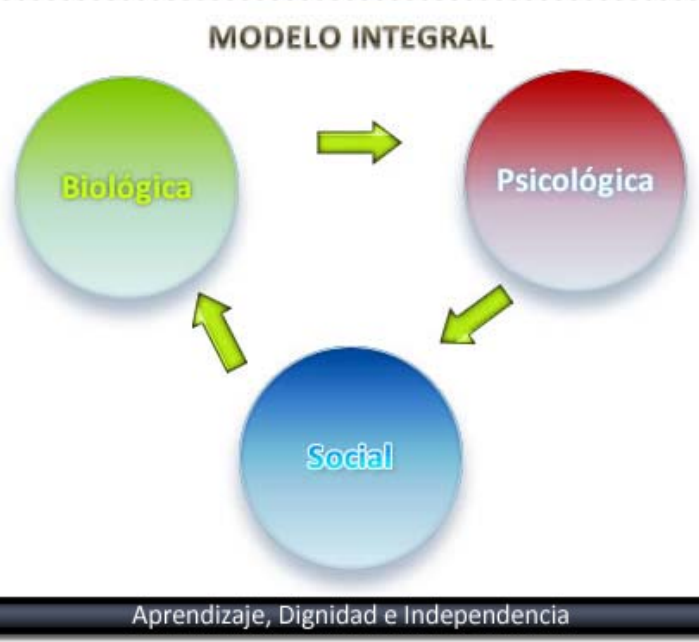 MODELO INTEGRAL
Biológica
Psicológica
Social
Aprendizaje, Dignidad e Independencia